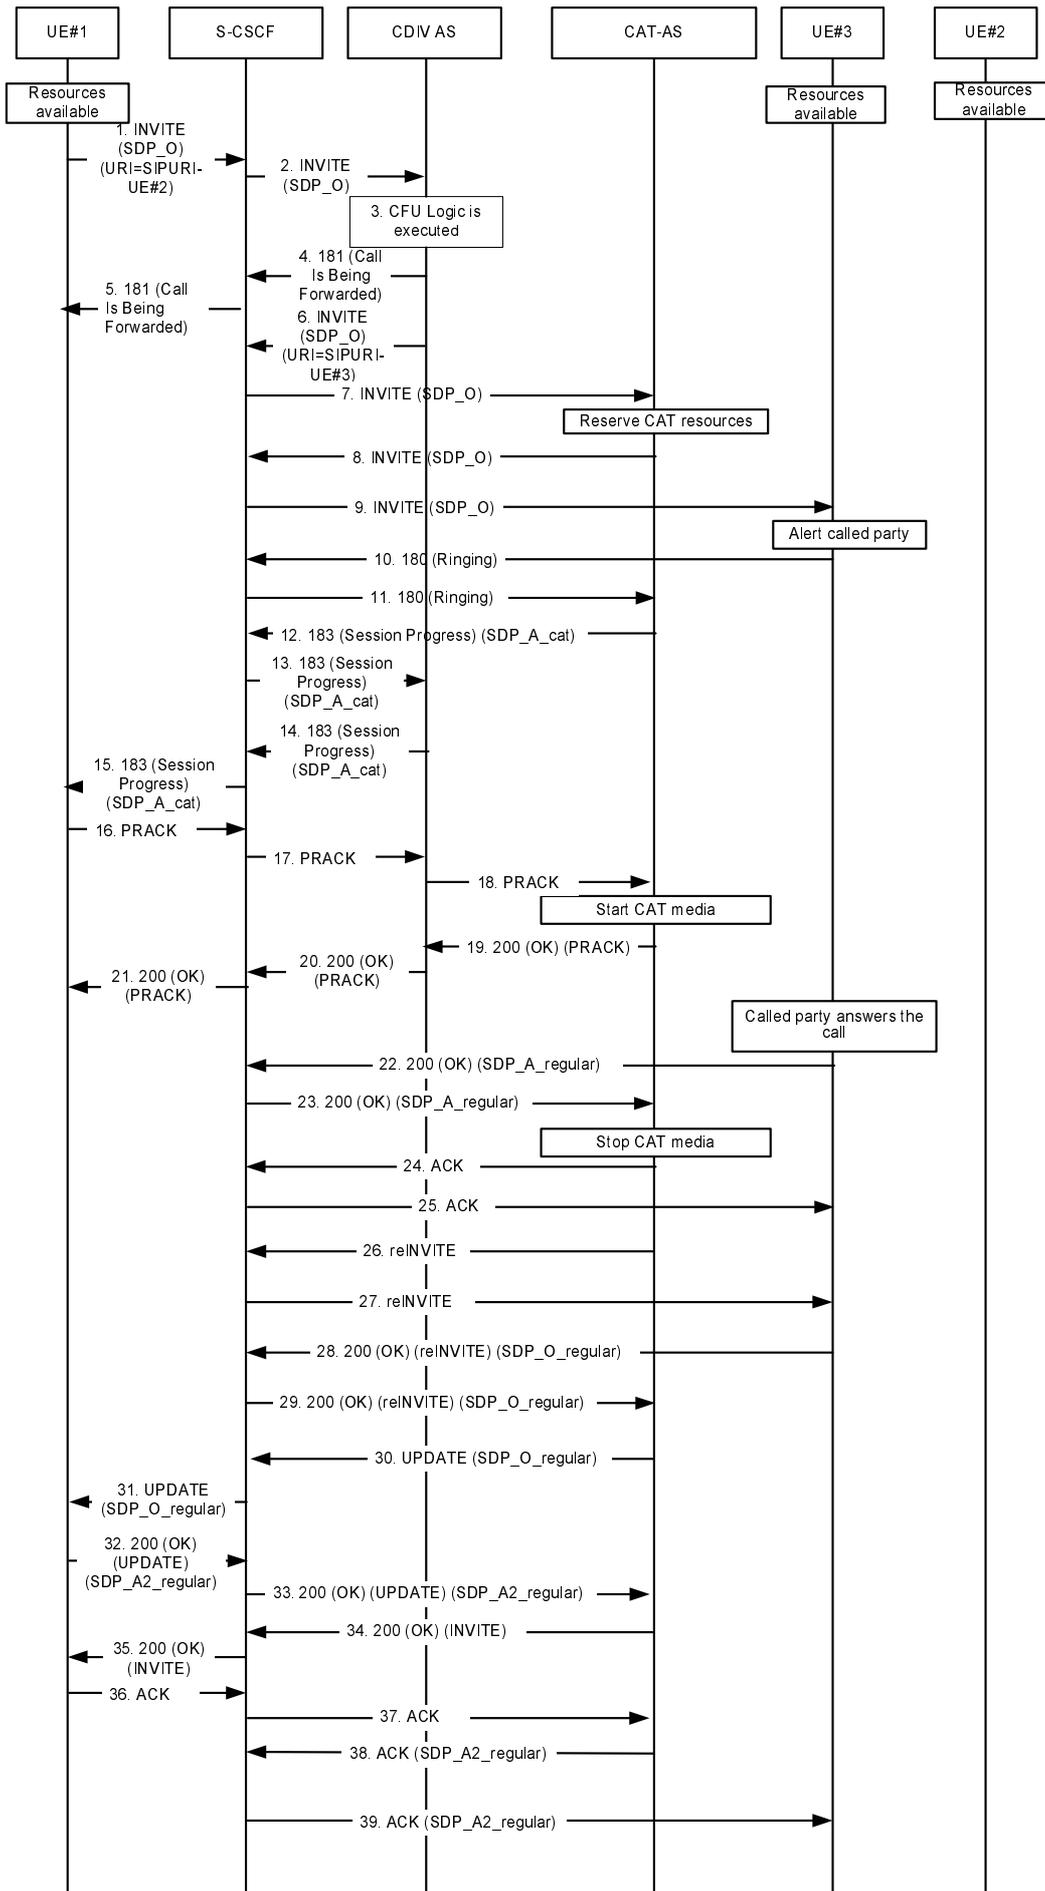 UE#1
S-CSCF
CDIV AS
CAT-AS
UE#3
UE#2
Resources
available
Resources
available
Resources
available
1. INVITE
(SDP_O)
(URI=SIPURI-
UE#2)
2. INVITE
(SDP_O)
3. CFU Logic is
executed
4. 181 (Call
Is Being
Forwarded)
5. 181 (Call
Is Being
Forwarded)
6. INVITE
(SDP_O)
(URI=SIPURI-
UE#3)
7. INVITE (SDP_O)
Reserve CAT resources
8. INVITE (SDP_O)
9. INVITE (SDP_O)
Alert called party
10. 180 (Ringing)
11. 180 (Ringing)
12. 183 (Session Progress) (SDP_A_cat)
13. 183 (Session
Progress)
(SDP_A_cat)
14. 183 (Session
Progress)
(SDP_A_cat)
15. 183 (Session
Progress)
(SDP_A_cat)
16. PRACK
17. PRACK
18. PRACK
Start CAT media
19. 200 (OK) (PRACK)
20. 200 (OK)
(PRACK)
21. 200 (OK)
(PRACK)
Called party answers the
call
22. 200 (OK) (SDP_A_regular)
23. 200 (OK) (SDP_A_regular)
Stop CAT media
24. ACK
25. ACK
26. reINVITE
27. reINVITE
28. 200 (OK) (reINVITE) (SDP_O_regular)
29. 200 (OK) (reINVITE) (SDP_O_regular)
30. UPDATE (SDP_O_regular)
31. UPDATE
(SDP_O_regular)
32. 200 (OK)
(UPDATE)
(SDP_A2_regular)
33. 200 (OK) (UPDATE) (SDP_A2_regular)
34. 200 (OK) (INVITE)
35. 200 (OK)
(INVITE)
36. ACK
37. ACK
38. ACK (SDP_A2_regular)
39. ACK (SDP_A2_regular)